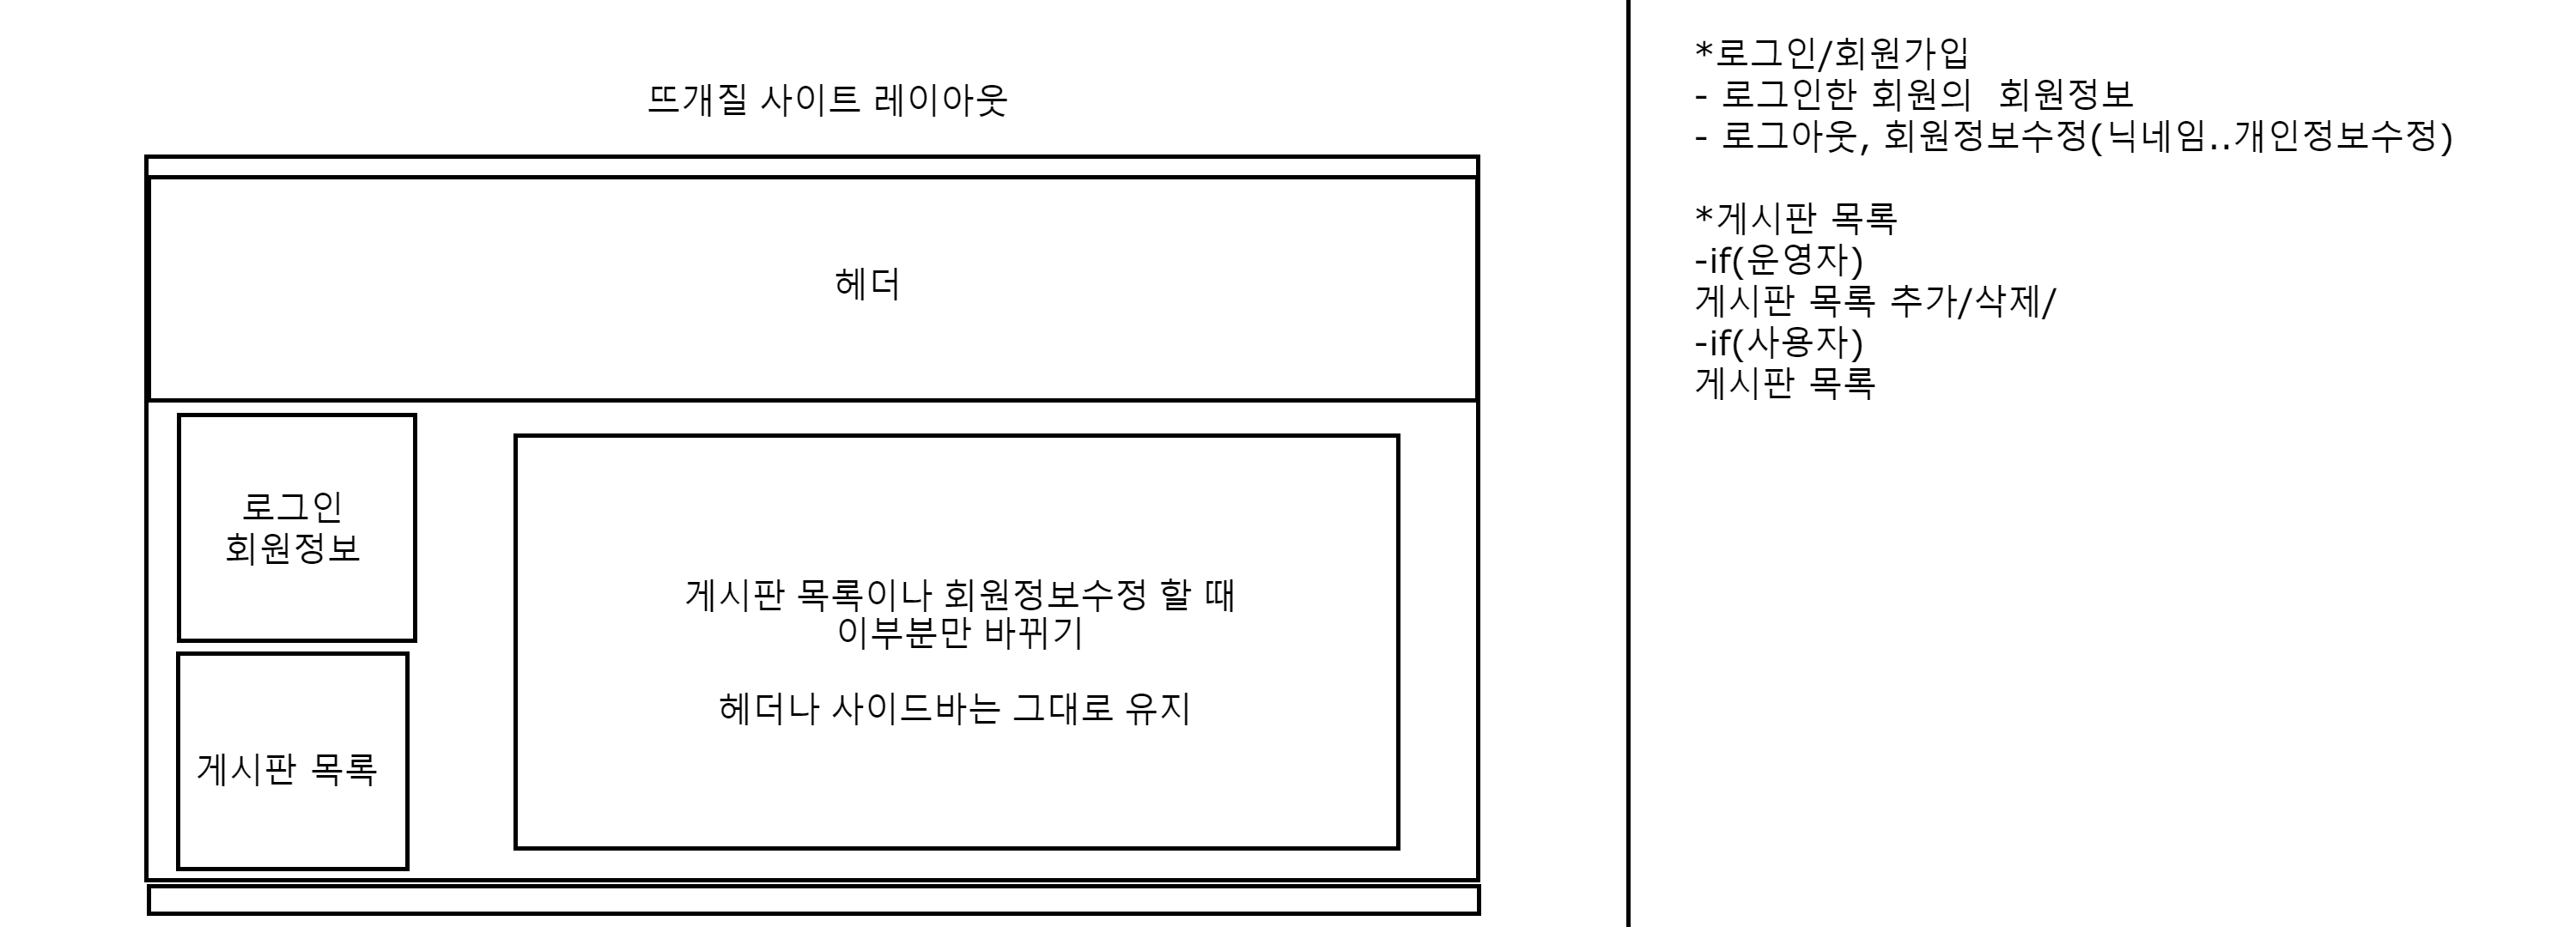 뜨개질 사이트 레이아웃
헤더
로그인
회원정보
게시판 목록
게시판 목록이나 회원정보수정 할 때
이부분만 바뀌기
헤더나 사이드바는 그대로 유지
*로그인/회원가입
- 로그인한 회원의  회원정보
- 로그아웃, 회원정보수정(닉네임..개인정보수정)
*게시판 목록
-if(운영자)
게시판 목록 추가/삭제/
-if(사용자)
게시판 목록